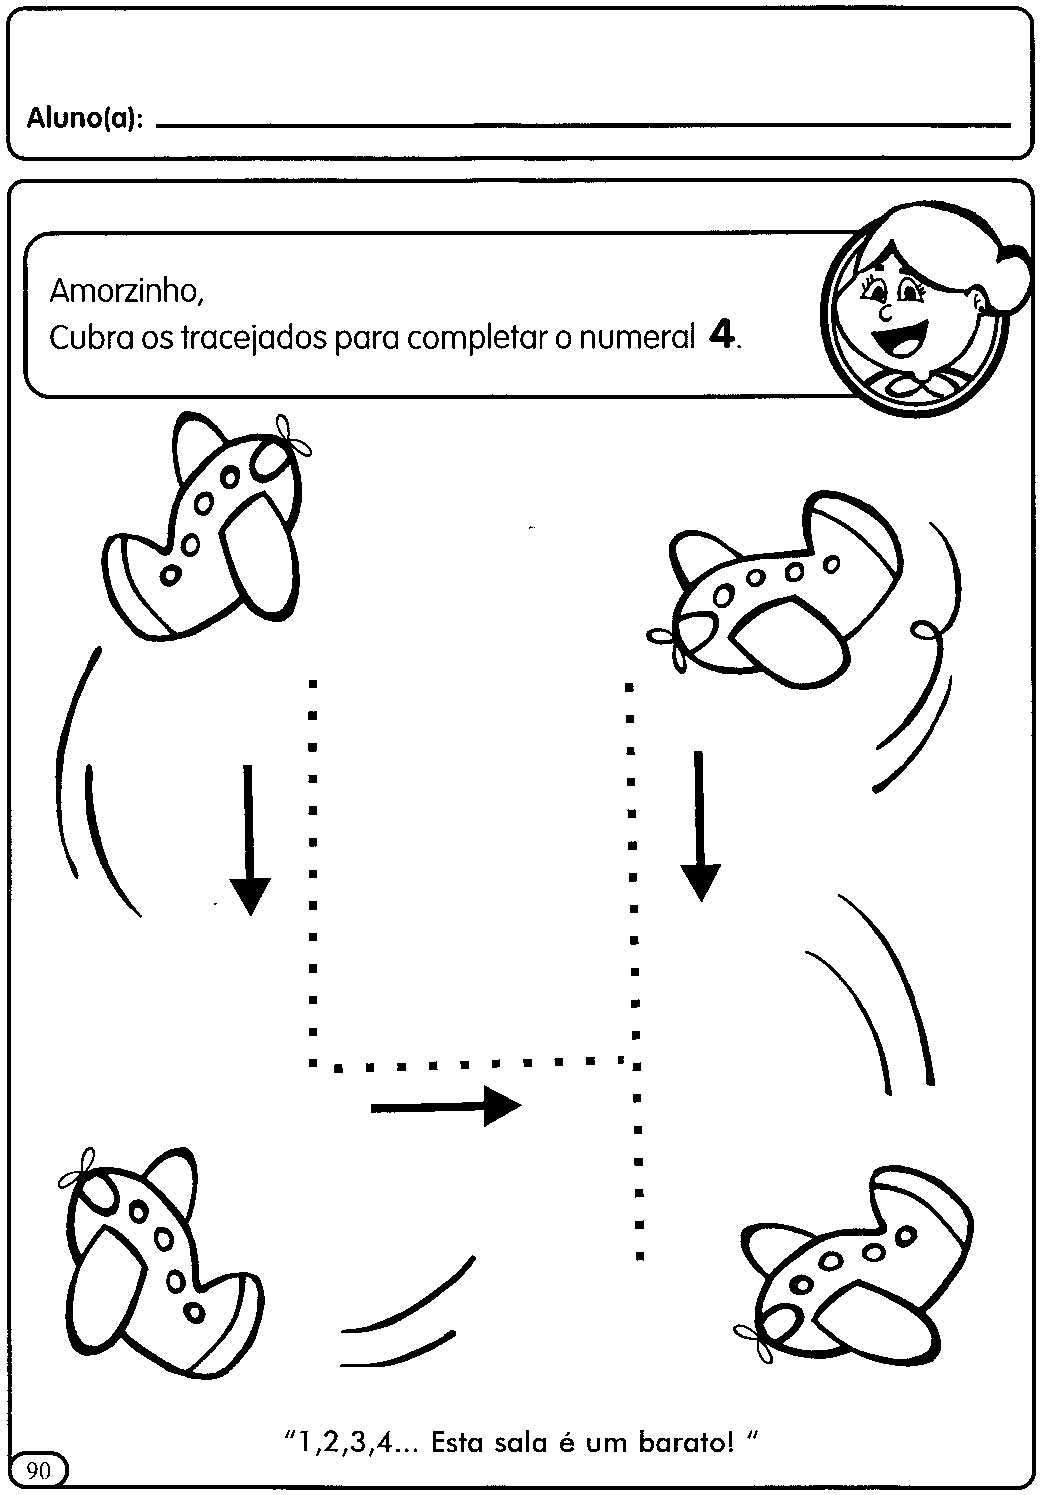 Aluno(a):
Amorzinho,
Cubra os tracejados para completar o numeral 4.
"1,2,3,4... Esta sala é um barato! "
90